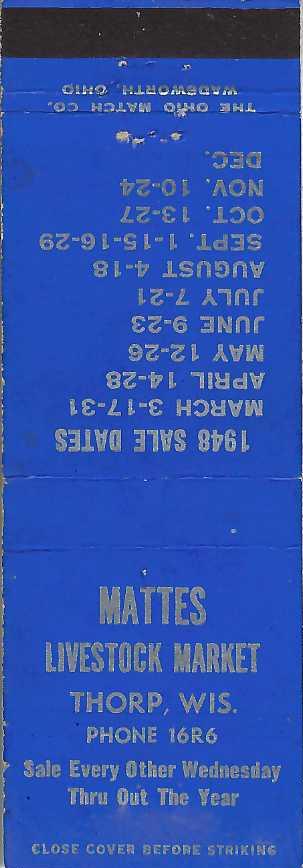 THE OHIO MATCH CO.
WADSWORTH, OHIO
1948 SALE DATES
MARCH 3-17-31
APRIL 14-28
MAY 12-26
JUNE 9-23
JULY 7-21
AUGUST 4-18
SEPT. 1-15-16-29
OCT. 13-27
NOV. 10-24
DEC.
MATTES
LIVESTOCK MARKET
THORP, WIS.
PHONE 16R6
Sale Every Other Wednesday
Thru Out The Year
CLOSE COVER BEFORE STRIKING